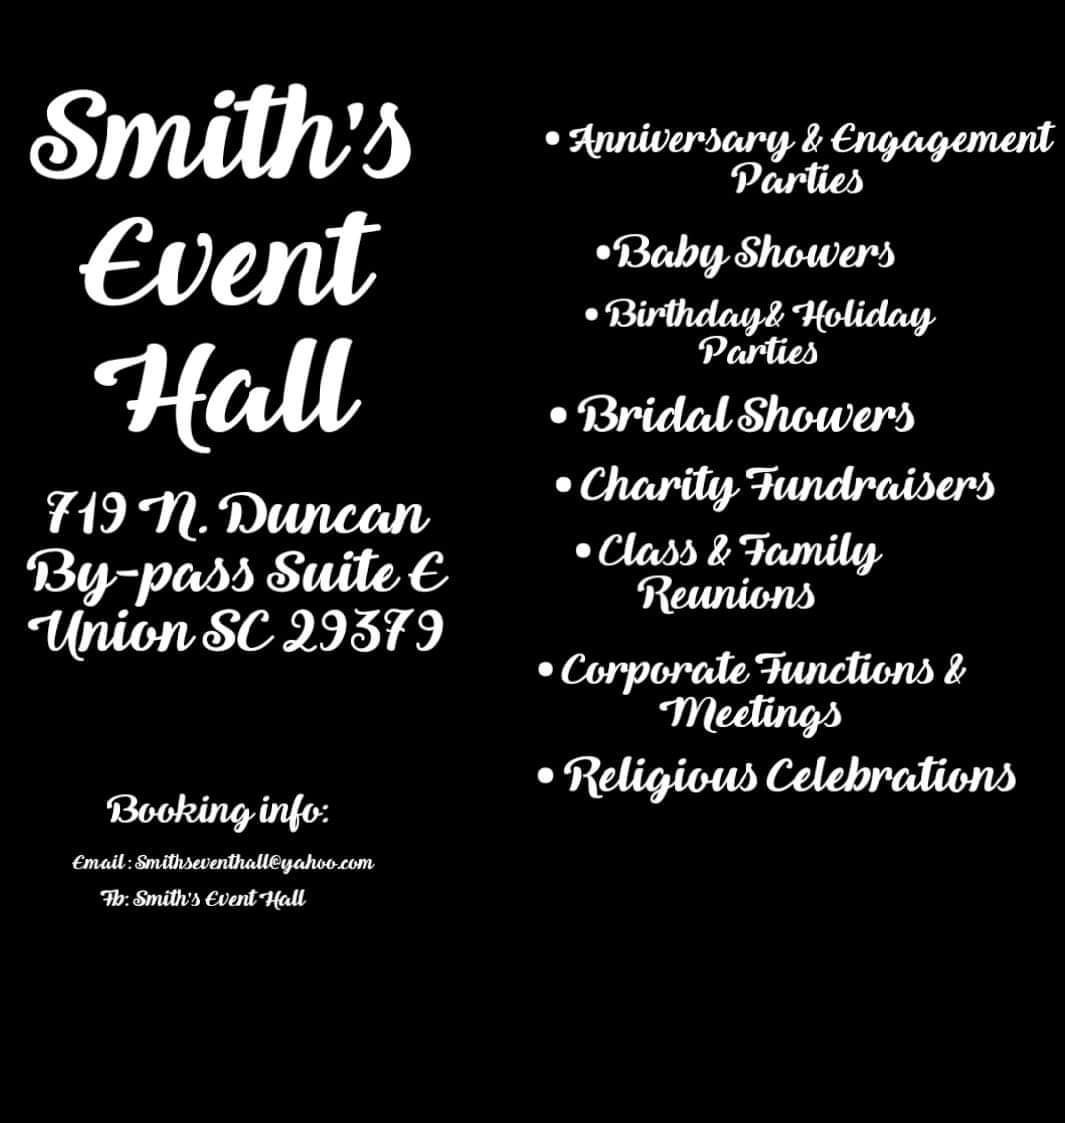 Smith's
Event
Hall
719 N. Duncan
By-pass Suite E
Union SC 29379
Booking info:
Email : Smithseventhall@yahoo.com
Fb: Smith's Event Hall
• Anniversary & Engagement
Parties
•Baby Showers
• Birthday& Holiday
Parties
• Bridal Showers
• Charity Fundraisers
• Class & Family
Reunions
• Corporate Functions &
Meetings
• Religious Celebrations